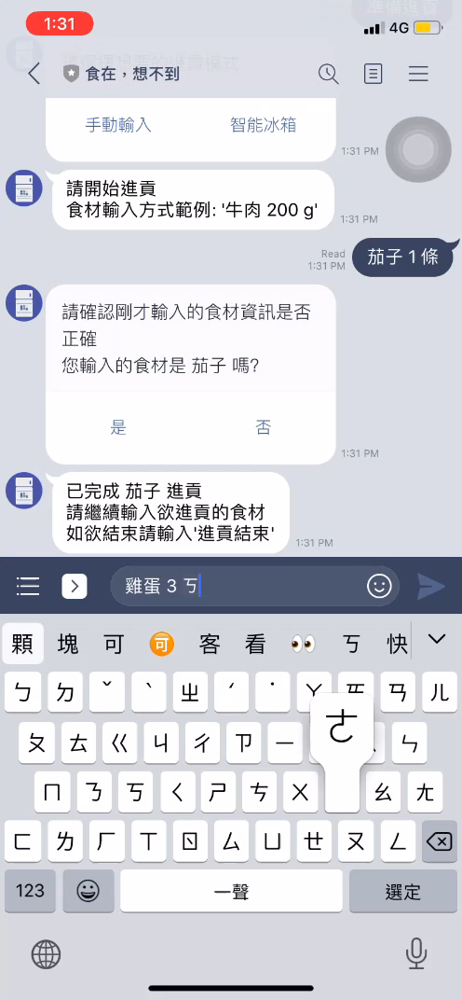 1:31
4G
食在，想不到
手動輸入 智能冰箱
1:31 PM
請開始進貢
食材輸入方式範例: '牛肉 200 g'
1:31 PM
Read
1:31 PM
茄子 1 條
請確認剛才輸入的食材資訊是否
正確
您輸入的食材是 茄子 嗎?
是 否
1:31 PM
已完成 茄子 進貢
請繼續輸入欲進貢的食材
如欲結束請輸入'進貢結束'
1:31 PM
雞蛋 3 ㄎ
顆 塊 可 🉑 客 看 👀 ㄎ 快
ㄅ ㄉ ˇ ˋ ㄓ ˊ ˙ ㄚ ㄞ ㄢ ㄦ
ㄆ ㄊ ㄍ ㄐ ㄔ ㄗ ㄧ ㄜ ㄣ
ㄇ ㄋ ㄎ ㄑ ㄕ ㄘ ㄨ ㄠ ㄤ
ㄈ ㄌ ㄏ ㄒ ㄖ ㄙ ㄩ ㄝ ㄡ ㄥ
123 一聲 選定